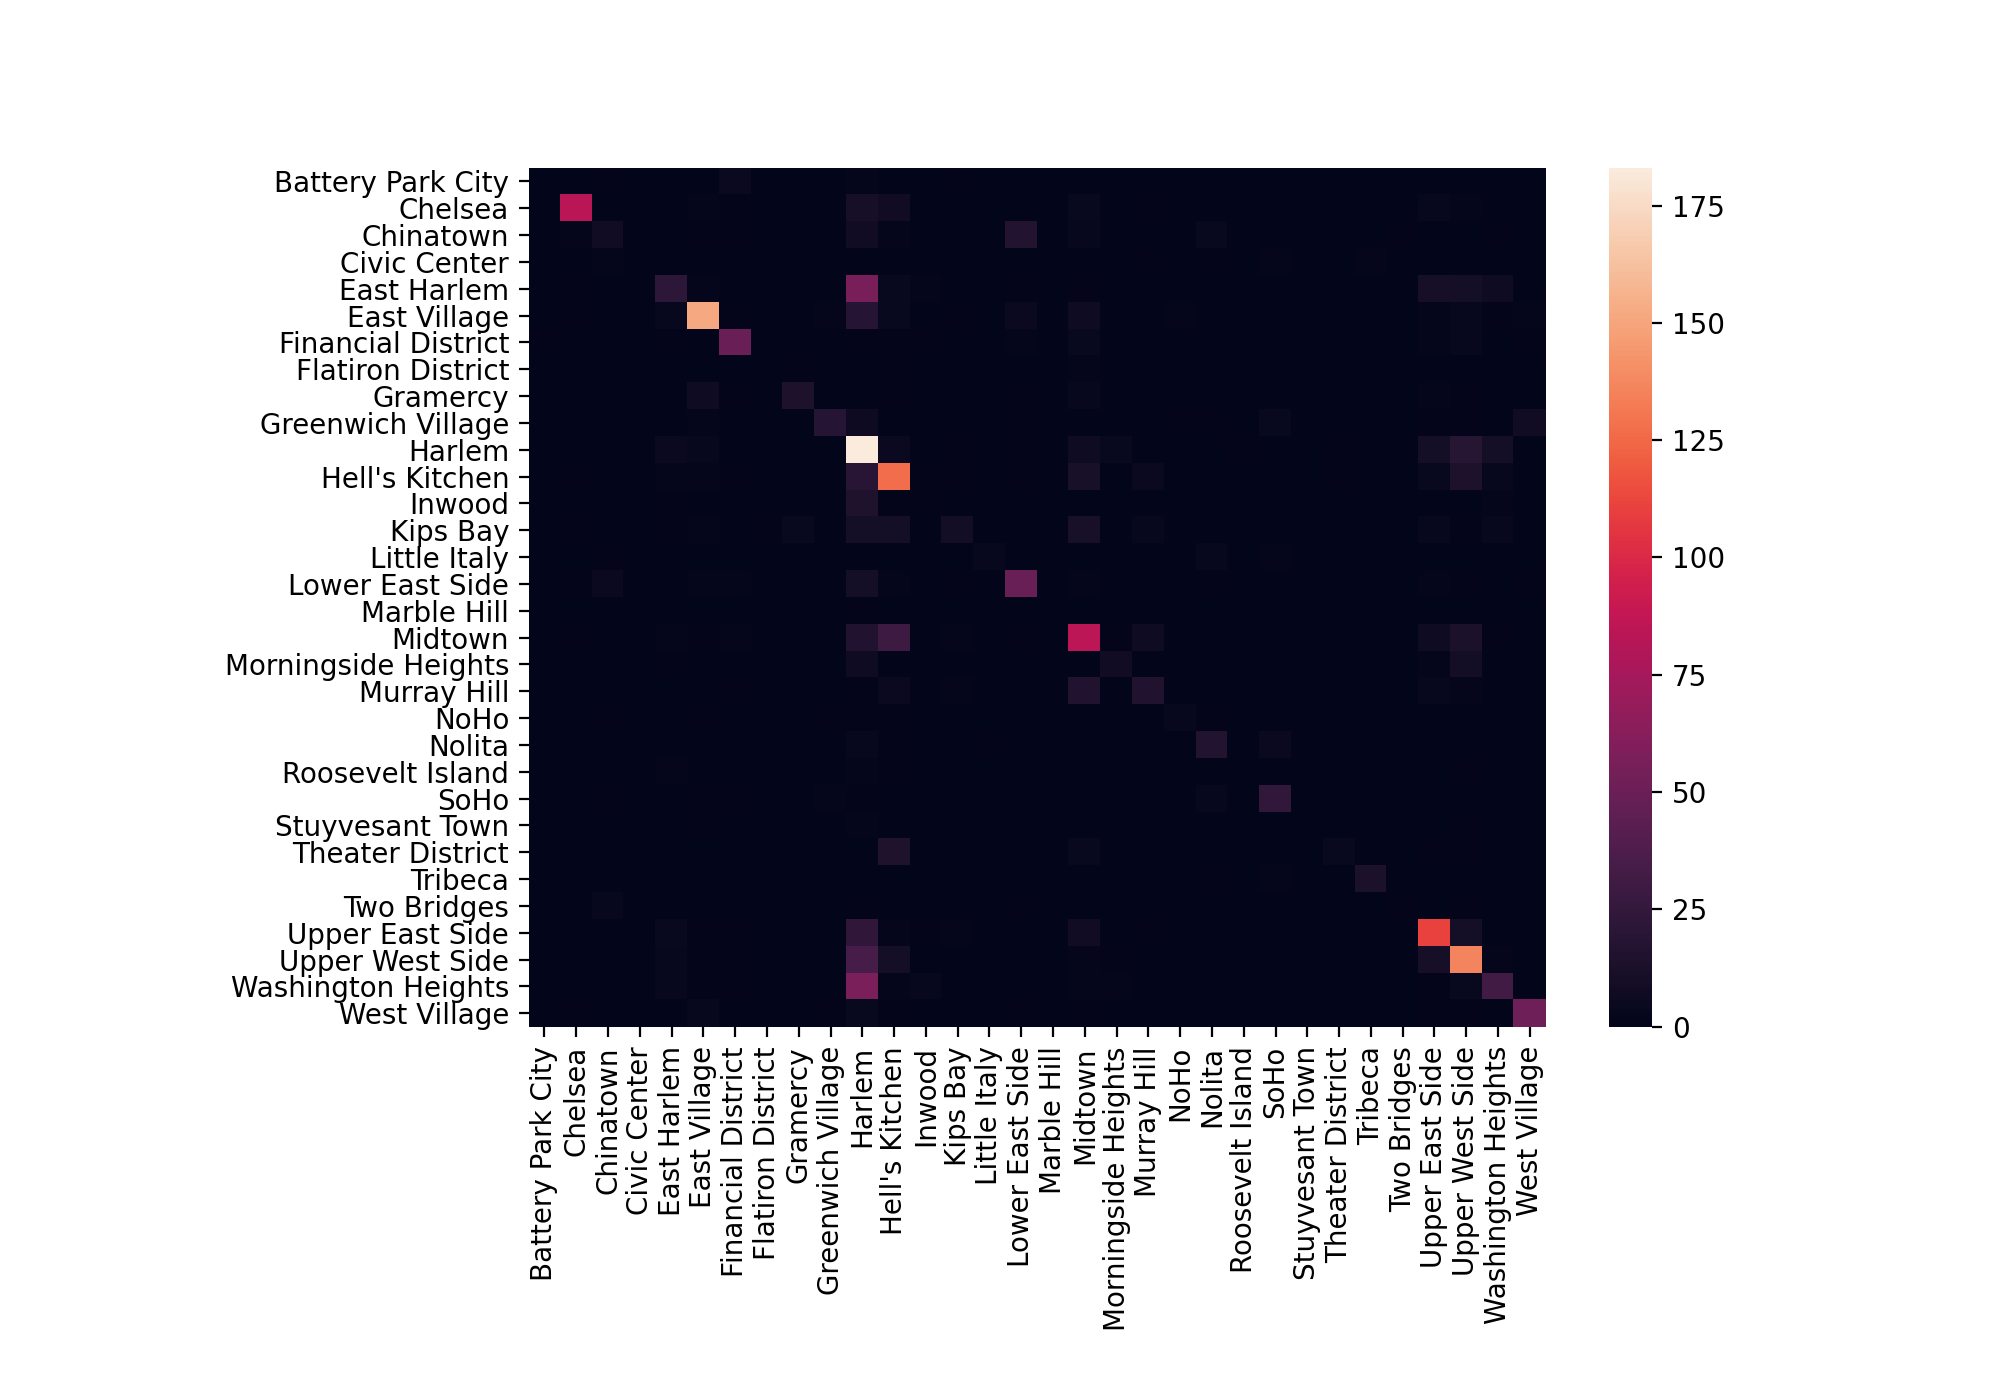 Battery Park City
Chelsea
Chinatown
Civic Center
East Harlem
East Village
Financial District
Flatiron District
Gramercy
Greenwich Village
Harlem
Hell's Kitchen
Inwood
Kips Bay
Little Italy
Lower East Side
Marble Hill
Midtown
Morningside Heights
Murray Hill
NoHo
Nolita
Roosevelt Island
SoHo
Stuyvesant Town
Theater District
Tribeca
Two Bridges
Upper East Side
Upper West Side
Washington Heights
West Village
Battery Park City
Chelsea
Chinatown
Civic Center
East Harlem
East Village
Financial District
Flatiron District
Gramercy
Greenwich Village
Harlem
Hell's Kitchen
Inwood
Kips Bay
Little Italy
Lower East Side
Marble Hill
Midtown
Morningside Heights
Murray Hill
NoHo
Nolita
Roosevelt Island
SoHo
Stuyvesant Town
Theater District
Tribeca
Two Bridges
Upper East Side
Upper West Side
Washington Heights
West Village
175
150
125
100
75
50
25
0